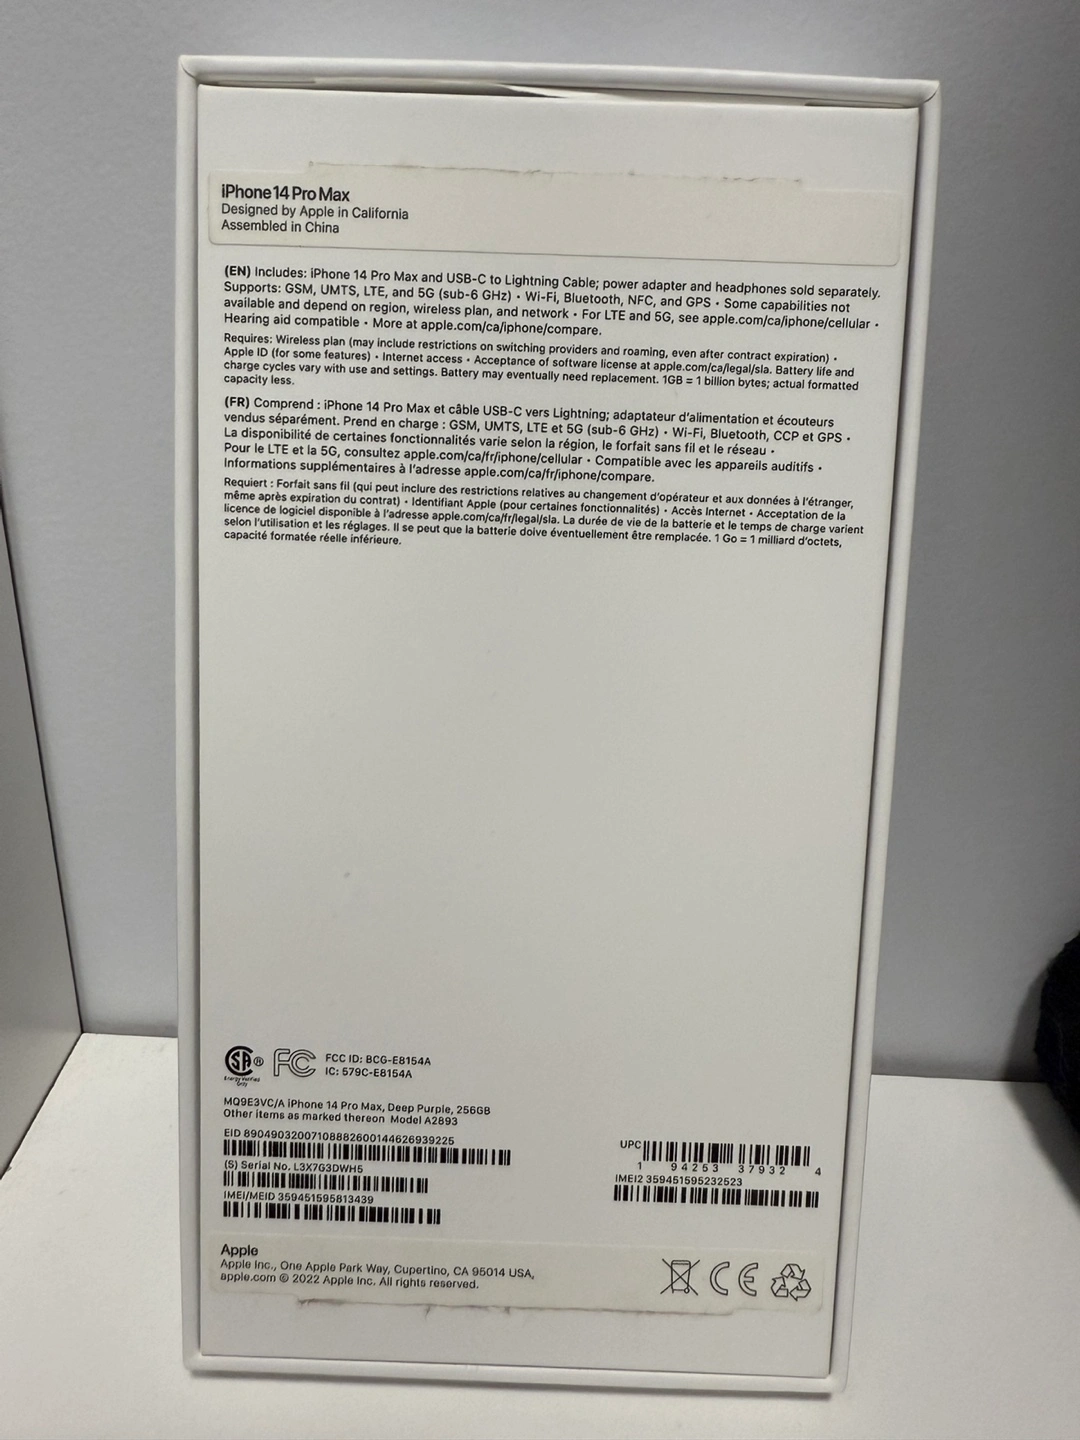 iPhone 14 Pro Max
Designed by Apple in California
Assembled in China
(EN) Includes: iPhone 14 Pro Max and USB-C to Lightning Cable; power adapter and headphones sold separately.
Supports: GSM, UMTS, LTE, and 5G (sub-6 GHz) • Wi-Fi, Bluetooth, NFC, and GPS • Some capabilities not
available and depend on region, wireless plan, and network • For LTE and 5G, see apple.com/ca/iphone/cellular •
Hearing aid compatible • More at apple.com/ca/iphone/compare.
Requires: Wireless plan (may include restrictions on switching providers and roaming, even after contract expiration) •
Apple ID (for some features) • Internet access • Acceptance of software license at apple.com/ca/legal/sla. Battery life and
charge cycles vary with use and settings. Battery may eventually need replacement. 1GB = 1 billion bytes; actual formatted
capacity less.
(FR) Comprend : iPhone 14 Pro Max et câble USB-C vers Lightning; adaptateur d'alimentation et écouteurs
vendus séparément. Prend en charge : GSM, UMTS, LTE et 5G (sub-6 GHz) • Wi-Fi, Bluetooth, CCP et GPS •
La disponibilité de certaines fonctionnalités varie selon la région, le forfait sans fil et le réseau •
Pour le LTE et la 5G, consultez apple.com/ca/fr/iphone/cellular • Compatible avec les appareils auditifs •
Informations supplémentaires à l'adresse apple.com/ca/fr/iphone/compare.
Requiert : Forfait sans fil (qui peut inclure des restrictions relatives au changement d'opérateur et aux données à l'étranger,
même après expiration du contrat) • Identifiant Apple (pour certaines fonctionnalités) • Accès Internet • Acceptation de la
licence de logiciel disponible à l'adresse apple.com/ca/fr/legal/sla. La durée de vie de la batterie et le temps de charge varient
selon l'utilisation et les réglages. Il se peut que la batterie doive éventuellement être remplacée. 1 Go = 1 milliard d'octets,
capacité formatée réelle inférieure.
SA® FC FCC ID: BCG-E8154A
IC: 579C-E8154A
Energy Verified
Only
MQ9E3VC/A iPhone 14 Pro Max, Deep Purple, 256GB
Other items as marked thereon Model A2893
EID 89049032007108882600144626939225
(S) Serial No. L3X7G3DWH5
IMEI/MEID 359451595813439
UPC
1 94253 37932 4
IMEI2 359451595232523
Apple
Apple Inc., One Apple Park Way, Cupertino, CA 95014 USA,
apple.com © 2022 Apple Inc. All rights reserved.
CE